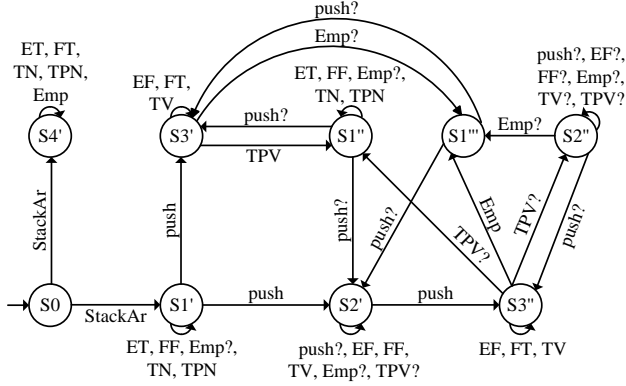 push?
Emp?
ET, FT,
TN, TPN,
Emp
EF, FT,
TV
ET, FF, Emp?,
TN, TPN
push?, EF?,
FF?, Emp?,
TV?, TPV?
S4'
S3'
push?
TPV
S1''
S1'''
Emp?
S2''
StackAr
push
push?
push?
TPV?
Emp
TPV?
push?
S0
StackAr
S1'
push
S2'
push
S3''
ET, FF, Emp?,
TN, TPN
push?, EF, FF,
TV, Emp?, TPV?
EF, FT, TV